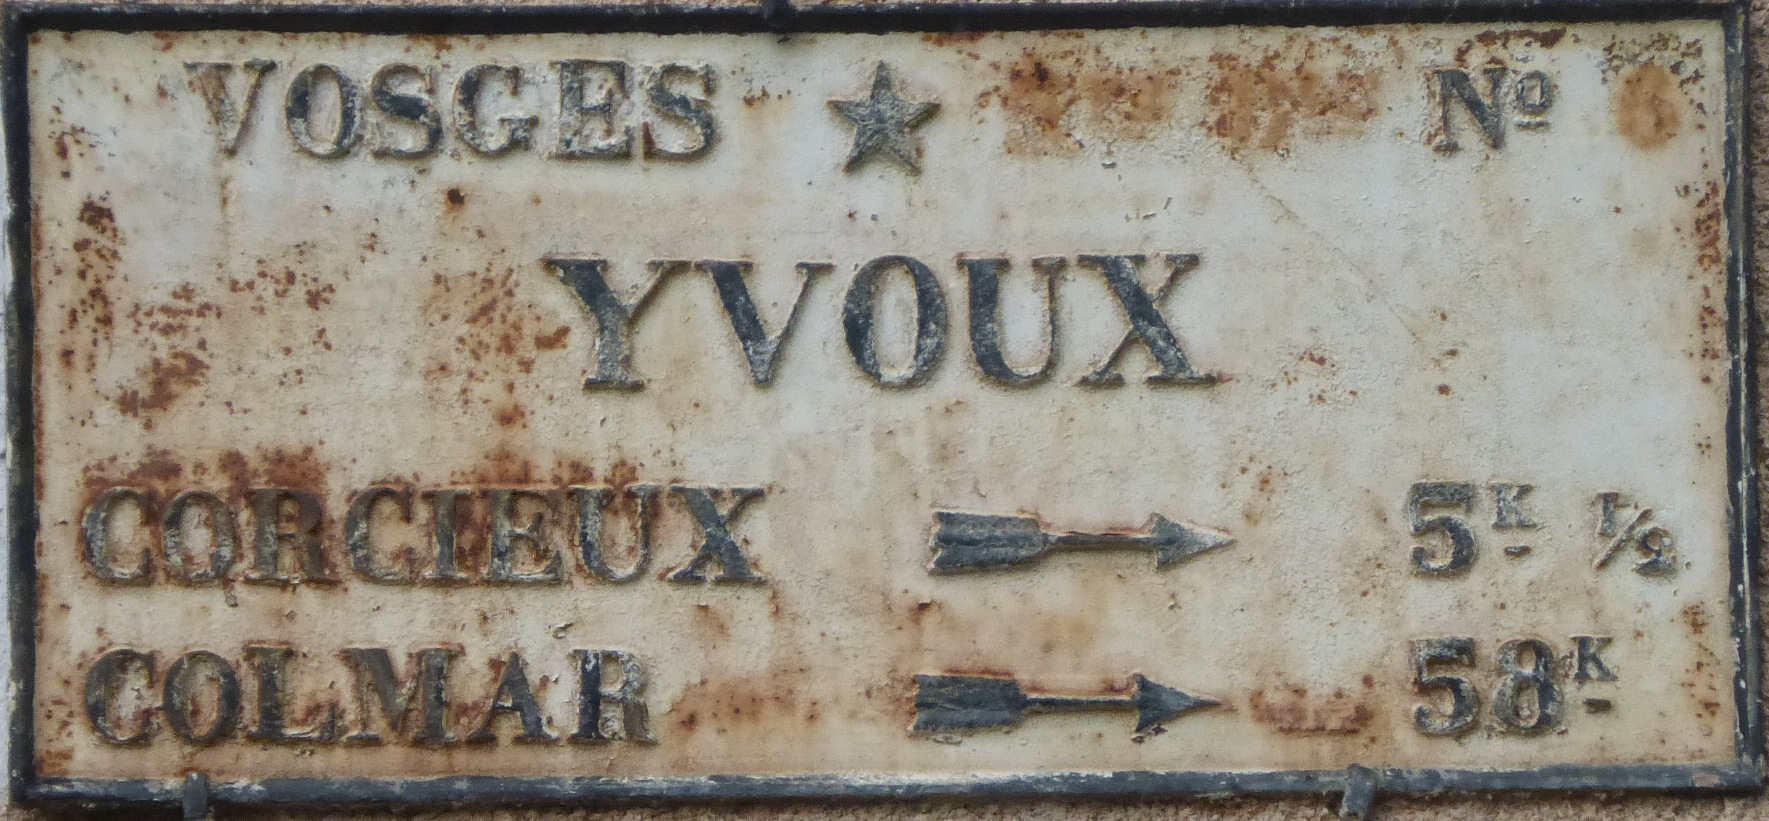 VOSGES ★ Nº
YVOUX
CORCIEUX → 5K 1/2
COLMAR → 58K